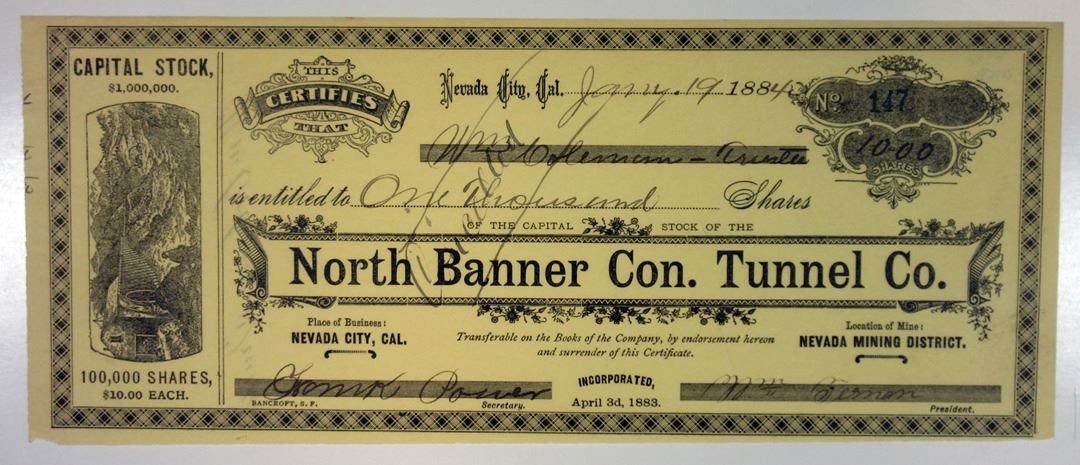 CAPITAL STOCK,
$1,000,000.
100,000 SHARES,
$10.00 EACH.
THIS
CERTIFIES
THAT
Nevada City, Cal. Jany. 19 1884
No 147
1000
SHARES
Wm Coleman - Trustee
is entitled to One Thousand Shares
OF THE CAPITAL STOCK OF THE
North Banner Con. Tunnel Co.
Place of Business:
NEVADA CITY, CAL.
Transferable on the Books of the Company, by endorsement hereon
and surrender of this Certificate.
Location of Mine:
NEVADA MINING DISTRICT.
Frank Power
Secretary.
BANCROFT, S. F.
INCORPORATED,
April 3d, 1883.
President.